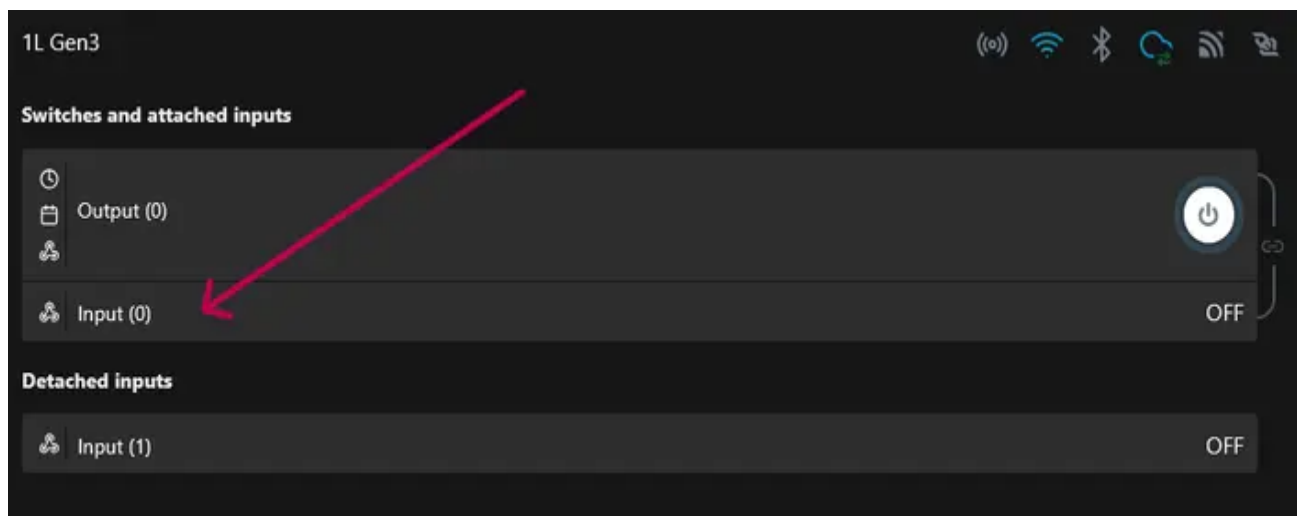 1L Gen3
Switches and attached inputs
Output (0)
Input (0)
OFF
Detached inputs
Input (1)
OFF